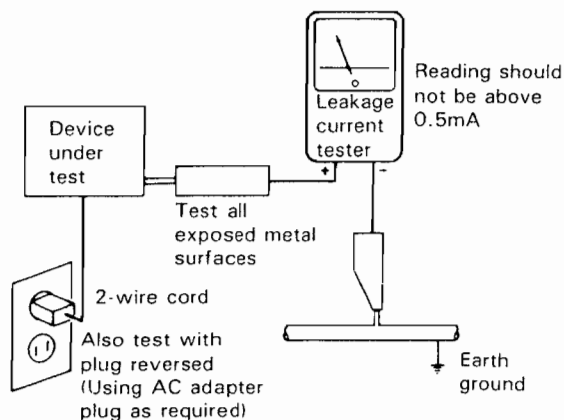 Device
under
test
Leakage
current
tester
+ -
Reading should
not be above
0.5mA
Test all
exposed metal
surfaces
2-wire cord
Also test with
plug reversed
(Using AC adapter
plug as required)
Earth
ground